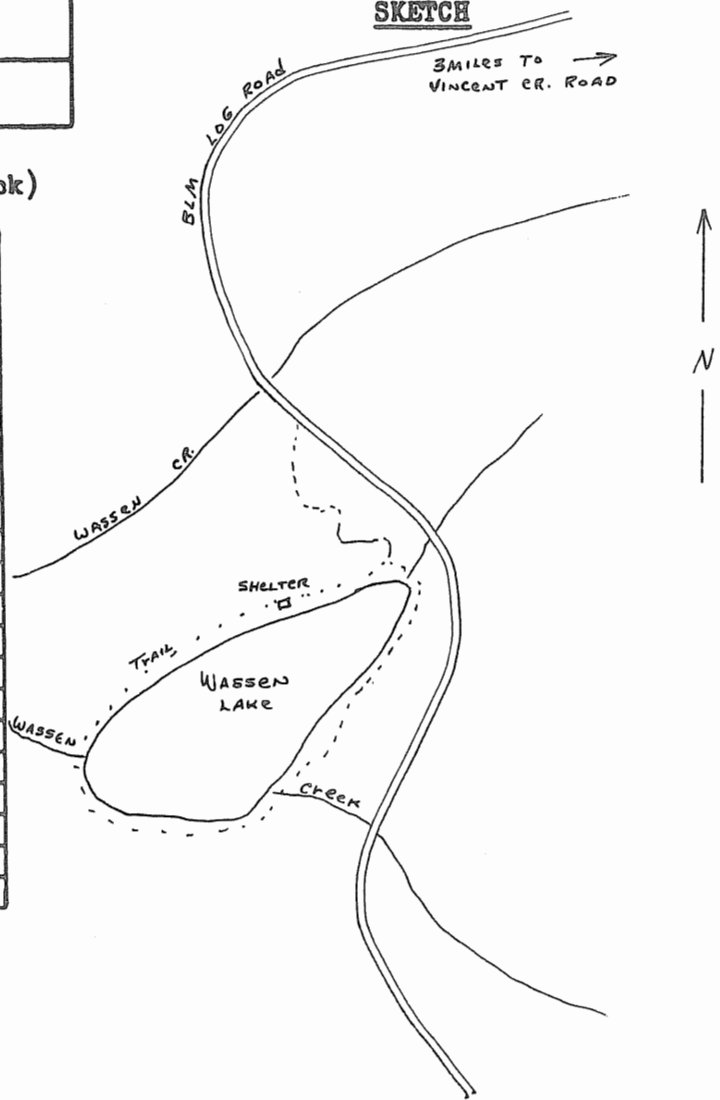 SKETCH
3 MILES TO
VINCENT CR. ROAD
BLM LOG ROAD
ok)
N
WASSEN CR.
SHELTER
TRAIL
WASSEN
LAKE
WASSEN
CREEK